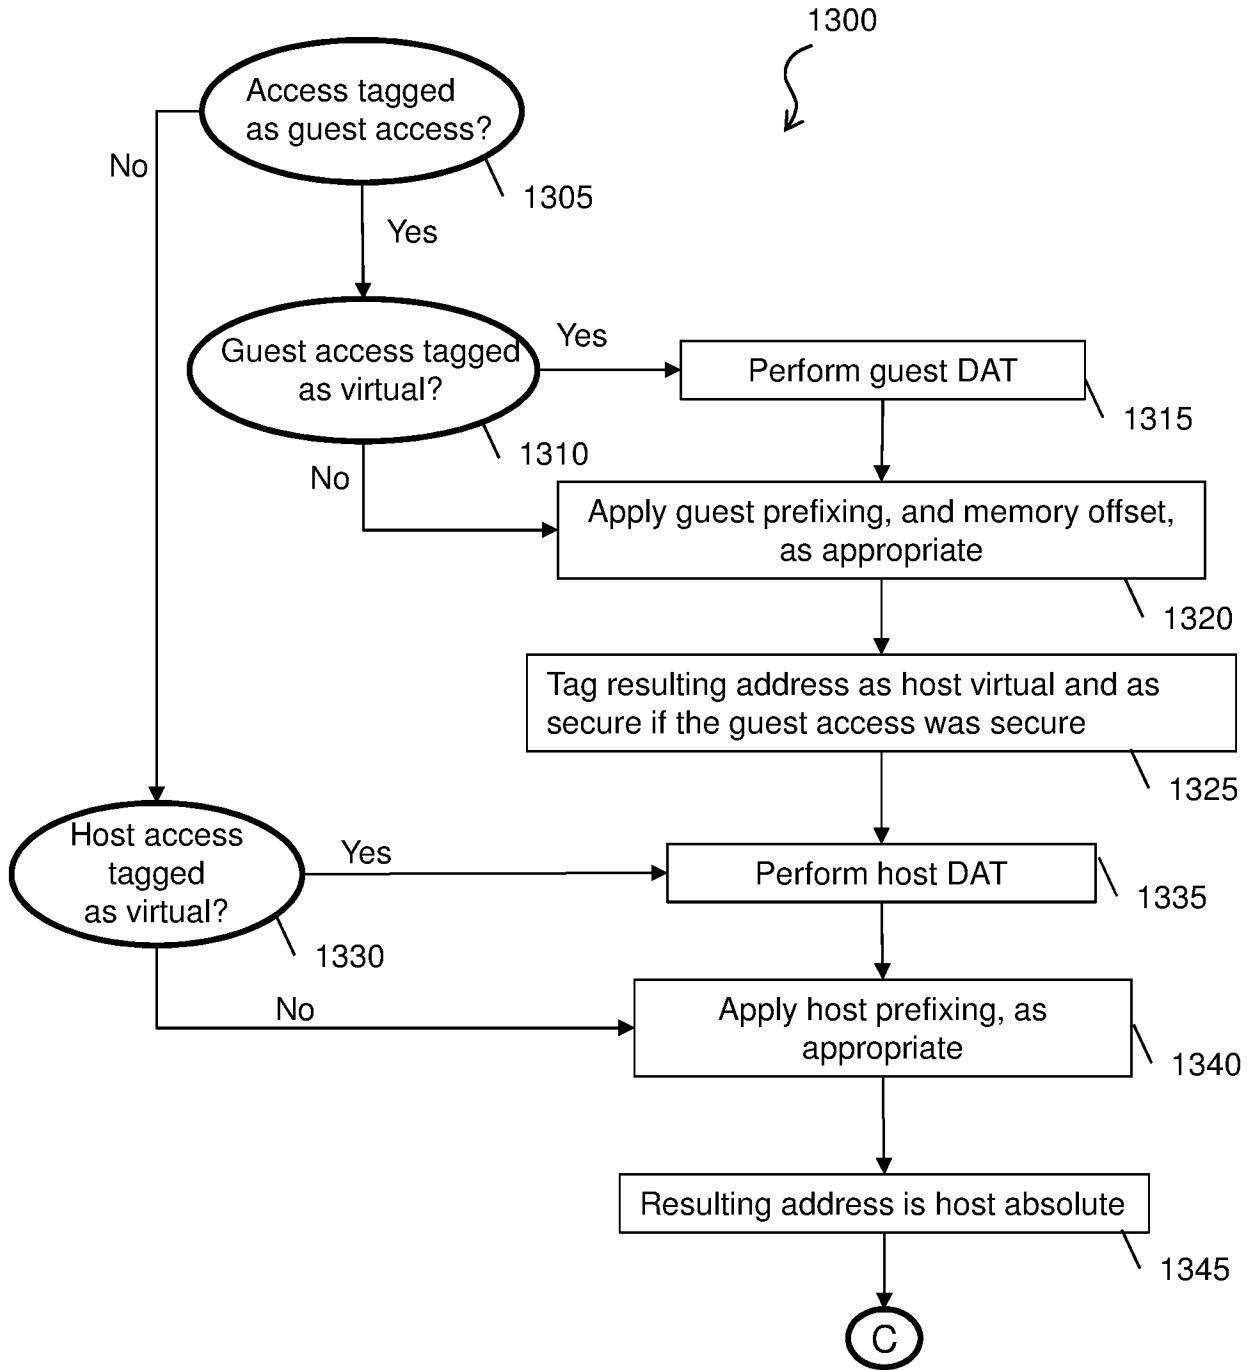 1300
Access tagged
as guest access?
No
1305
Yes
Guest access tagged
as virtual?
Yes
Perform guest DAT
1315
1310
No
Apply guest prefixing, and memory offset,
as appropriate
1320
Tag resulting address as host virtual and as
secure if the guest access was secure
1325
Host access
tagged
as virtual?
Yes
Perform host DAT
1335
1330
No
Apply host prefixing, as
appropriate
1340
Resulting address is host absolute
1345
C